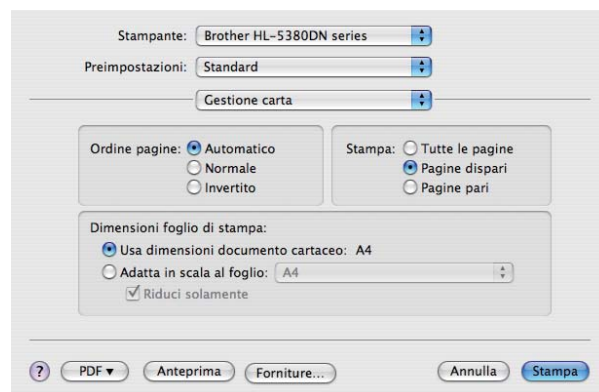 Stampante: Brother HL-5380DN series
Preimpostazioni: Standard
Gestione carta
Ordine pagine: Automatico
Normale
Invertito
Stampa: Tutte le pagine
Pagine dispari
Pagine pari
Dimensioni foglio di stampa:
Usa dimensioni documento cartaceo: A4
Adatta in scala al foglio: A4
Riduci solamente
? PDF ▼ Anteprima Forniture... Annulla Stampa